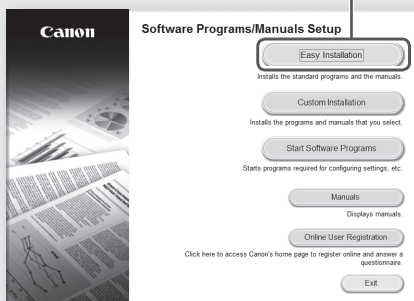 Canon
Software Programs/Manuals Setup
Easy Installation
Installs the standard programs and the manuals.
Custom Installation
Installs the programs and manuals that you select.
Start Software Programs
Starts programs required for configuring settings, etc.
Manuals
Displays manuals.
Online User Registration
Click here to access Canon's home page to register online and answer a
questionnaire.
Exit